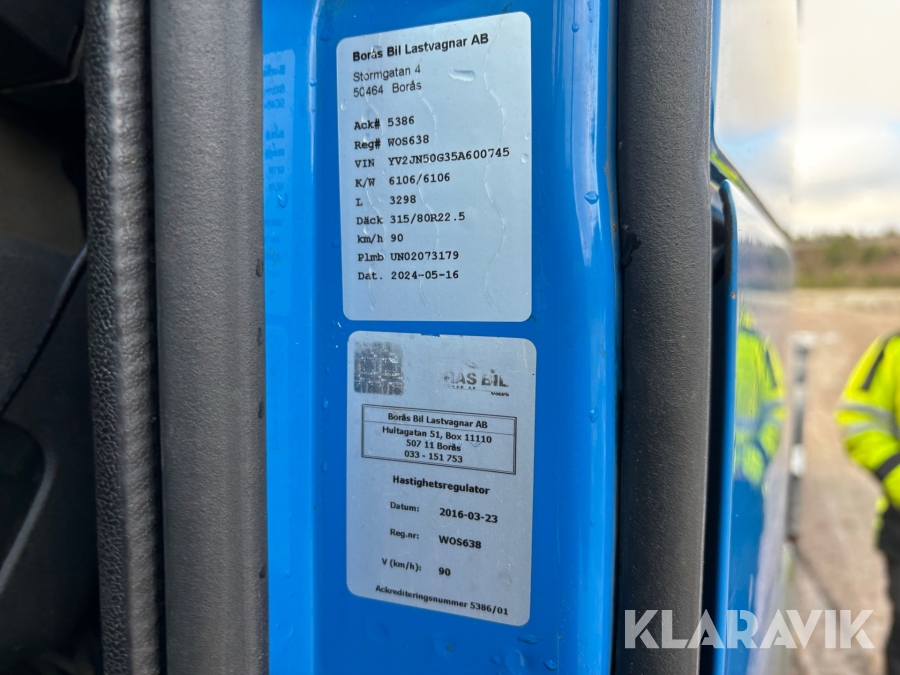 Borås Bil Lastvagnar AB
Stormgatan 4
50464 Borås
Ack# 5386
Reg# WOS638
VIN YV2JN50G35A600745
K/W 6106/6106
L 3298
Däck 315/80R22.5
km/h 90
Plmb UN02073179
Dat. 2024-05-16
RÅS BIL
Borås Bil Lastvagnar AB
Hultagatan 51, Box 11110
507 11 Borås
033 - 151 753
Hastighetsregulator
Datum: 2016-03-23
Reg.nr: WOS638
V (km/h): 90
Ackrediteringsnummer 5386/01
KLARAVIK